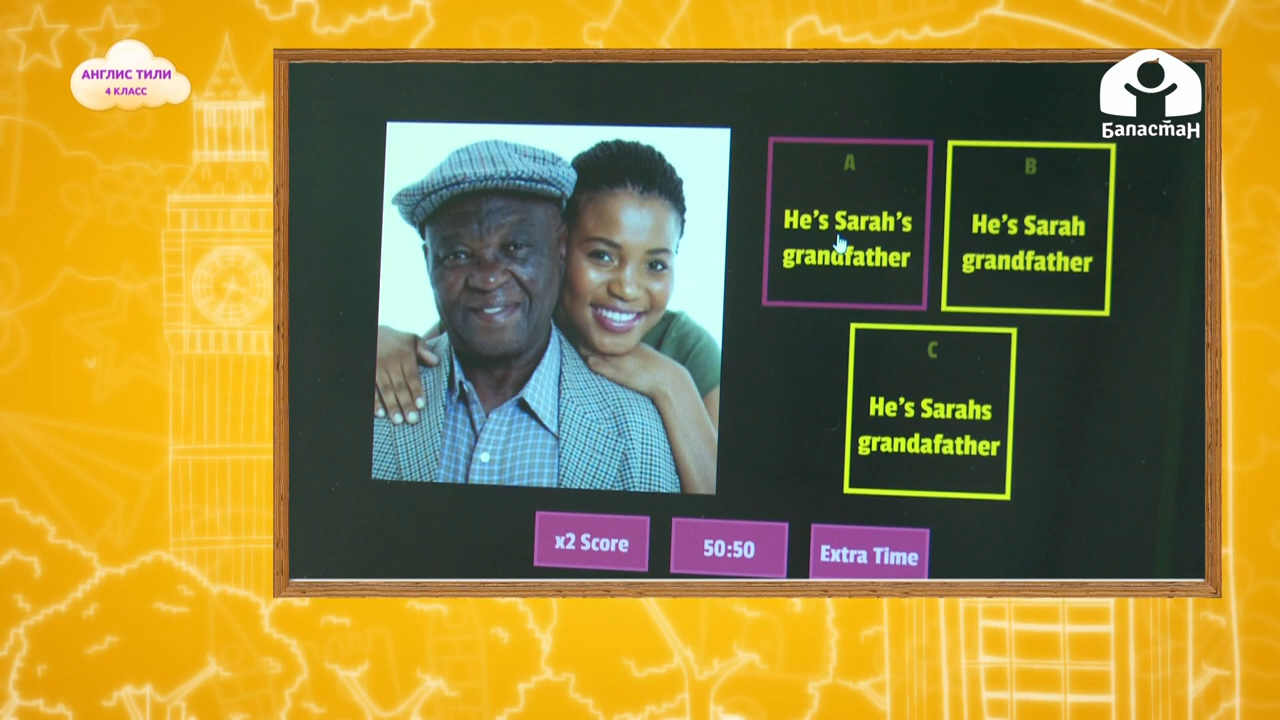 АНГЛИС ТИЛИ
4 КЛАСС
Баластан
A
He's Sarah's
grandfather
B
He's Sarah
grandfather
C
He's Sarahs
grandafather
x2 Score
50:50
Extra Time